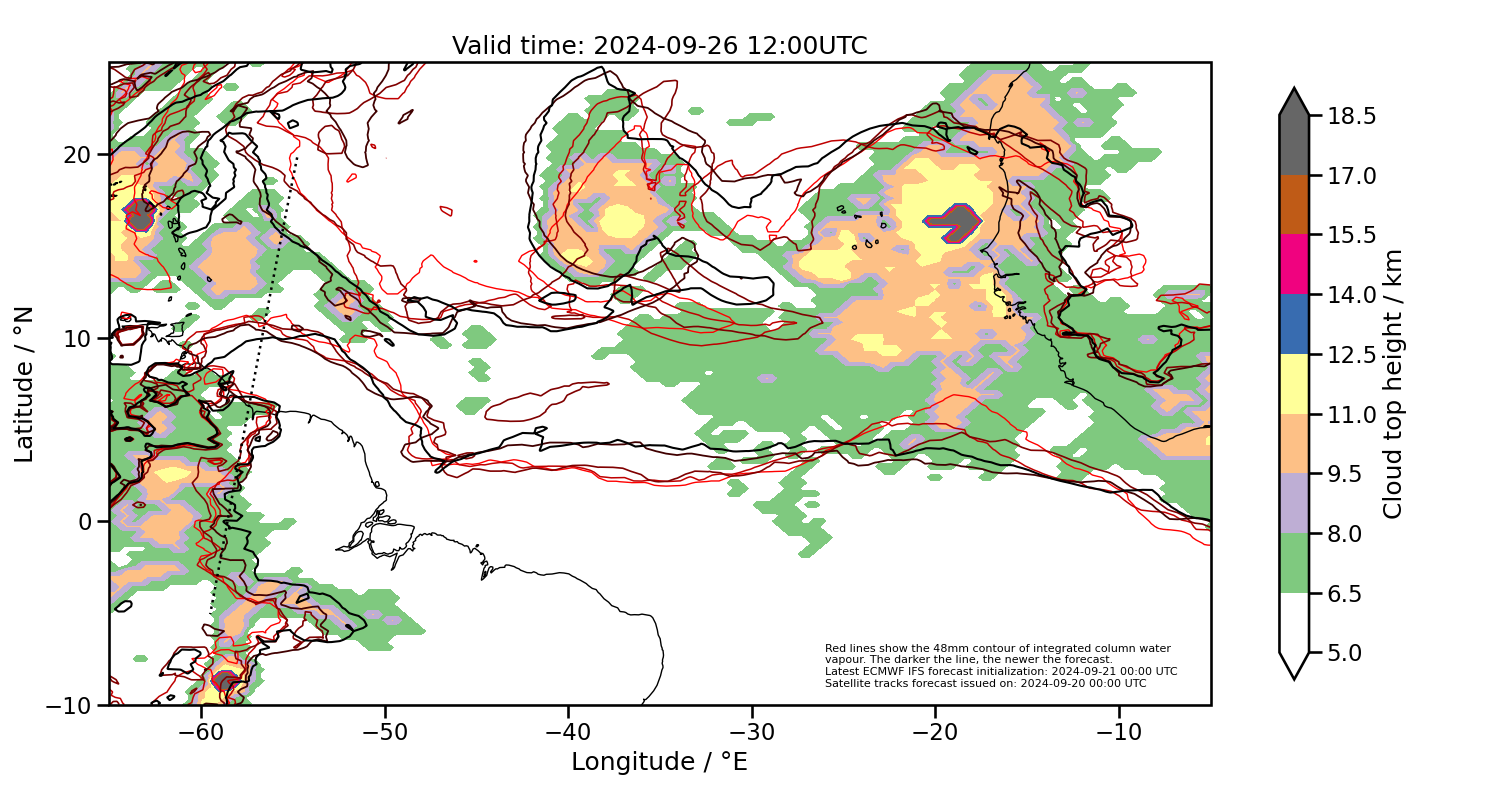 Valid time: 2024-09-26 12:00UTC
Latitude / °N
20
10
0
−10
−60
−50
−40
−30
−20
−10
Longitude / °E
Red lines show the 48mm contour of integrated column water
vapour. The darker the line, the newer the forecast.
Latest ECMWF IFS forecast initialization: 2024-09-21 00:00 UTC
Satellite tracks forecast issued on: 2024-09-20 00:00 UTC
18.5
17.0
15.5
14.0
12.5
11.0
9.5
8.0
6.5
5.0
Cloud top height / km